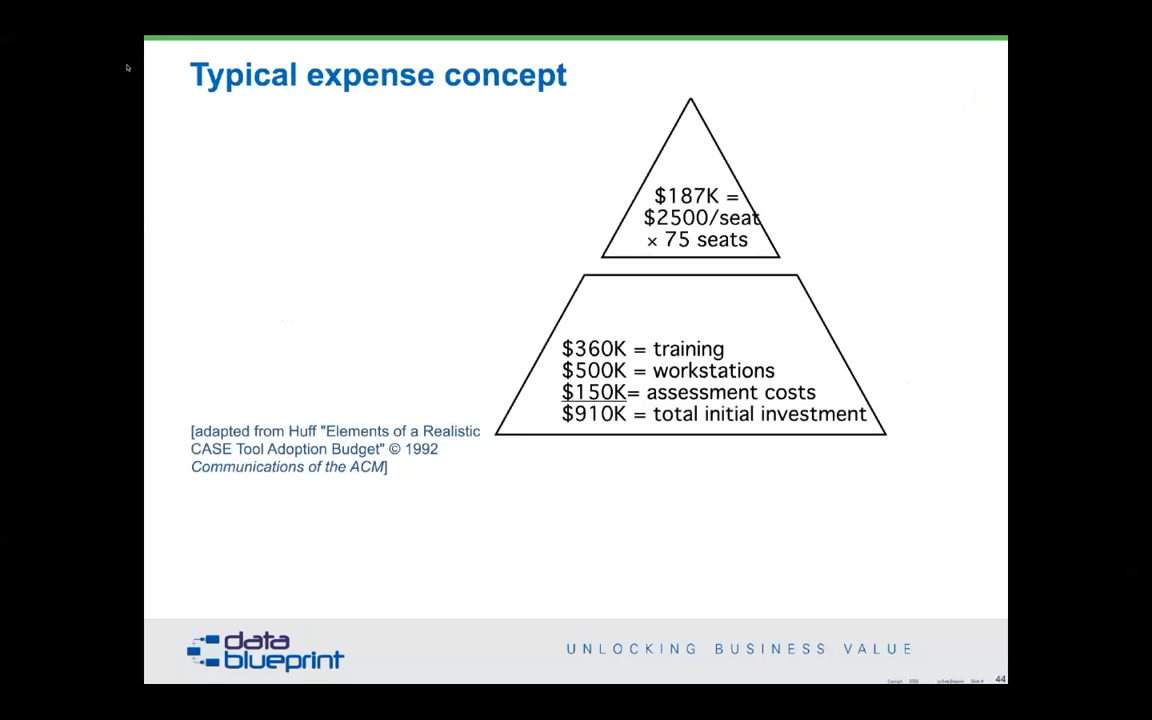 Typical expense concept
$187K =
$2500/seat
× 75 seats
$360K = training
$500K = workstations
$150K= assessment costs
$910K = total initial investment
[adapted from Huff "Elements of a Realistic
CASE Tool Adoption Budget" © 1992
Communications of the ACM]
data
blueprint
UNLOCKING BUSINESS VALUE
44